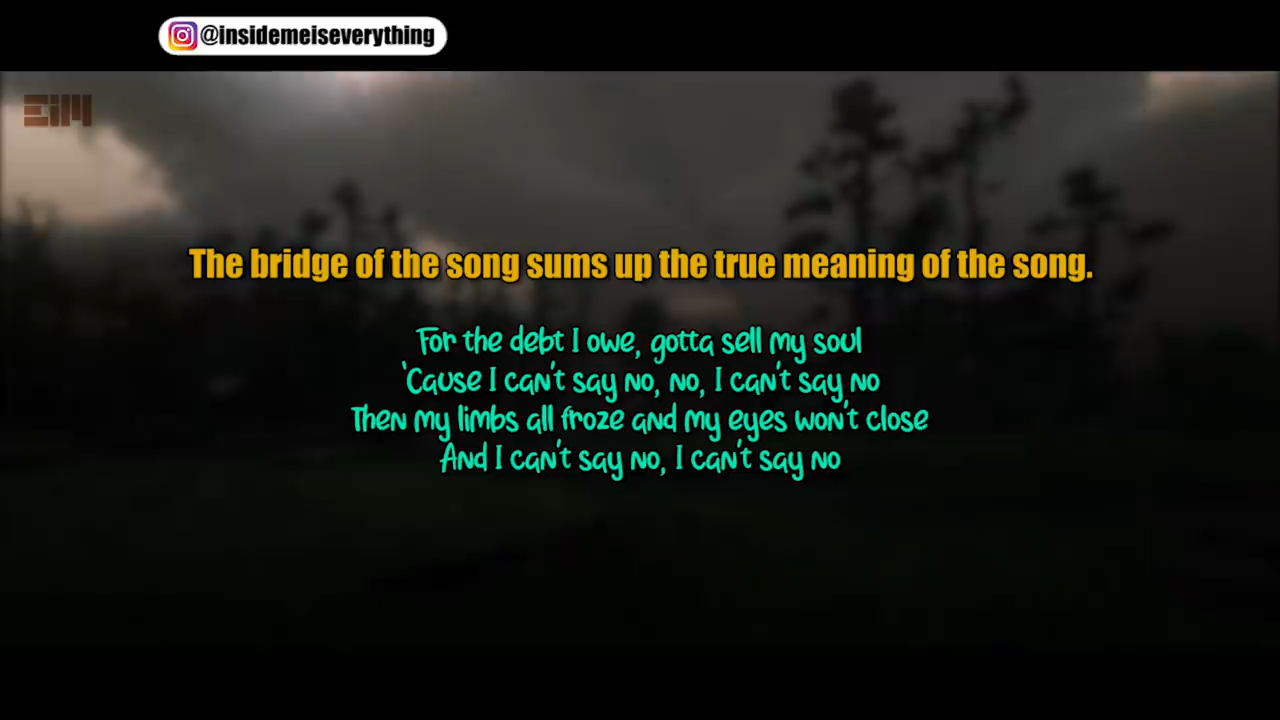 @insidemeiseverything
EiM
The bridge of the song sums up the true meaning of the song.
For the debt I owe, gotta sell my soul
'Cause I can't say no, no, I can't say no
Then my limbs all froze and my eyes won't close
And I can't say no, I can't say no